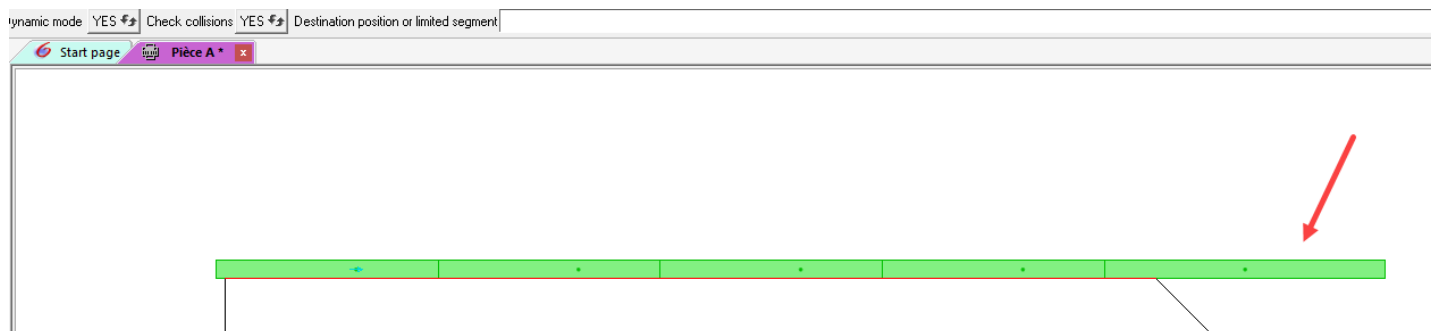 ynamic mode YES Check collisions YES Destination position or limited segment
Start page Pièce A * x